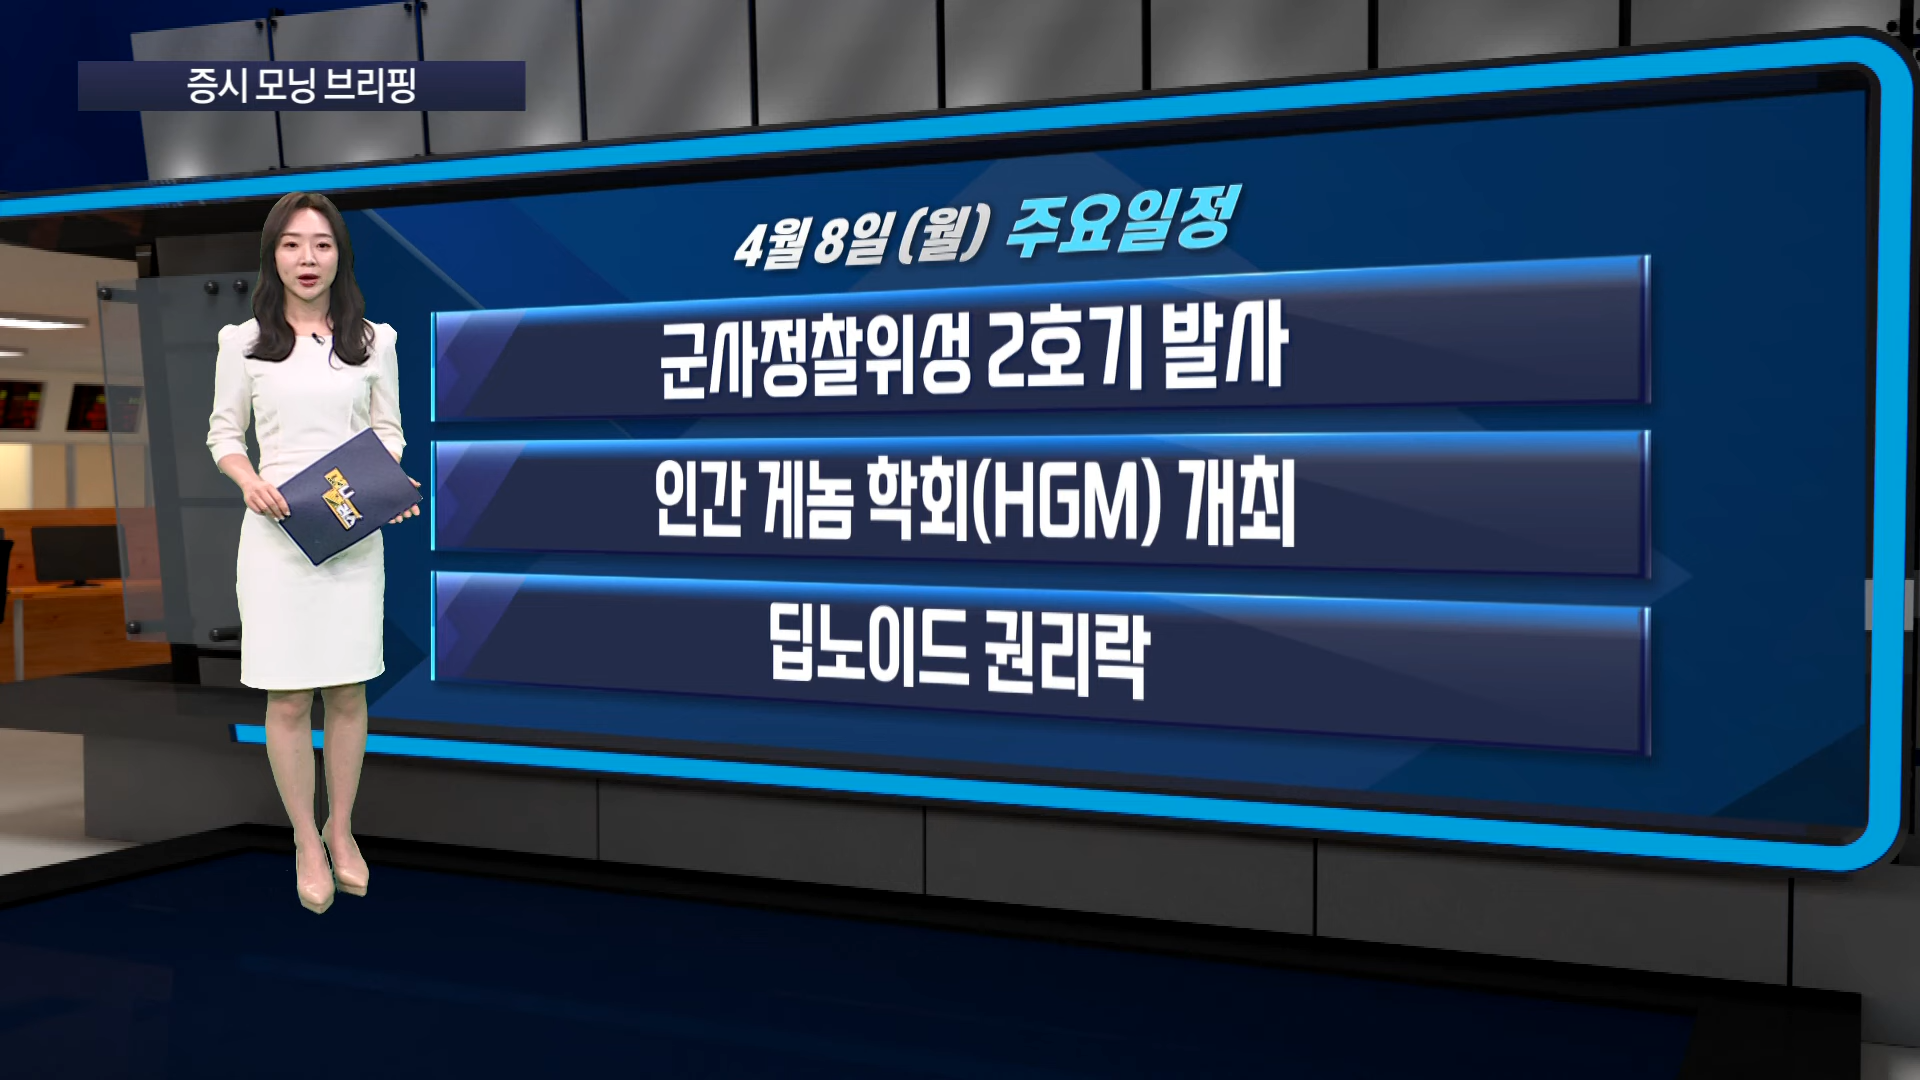 증시 모닝 브리핑
4월 8일 (월) 주요일정
군사정찰위성 2호기 발사
인간 게놈 학회(HGM) 개최
딥노이드 권리락